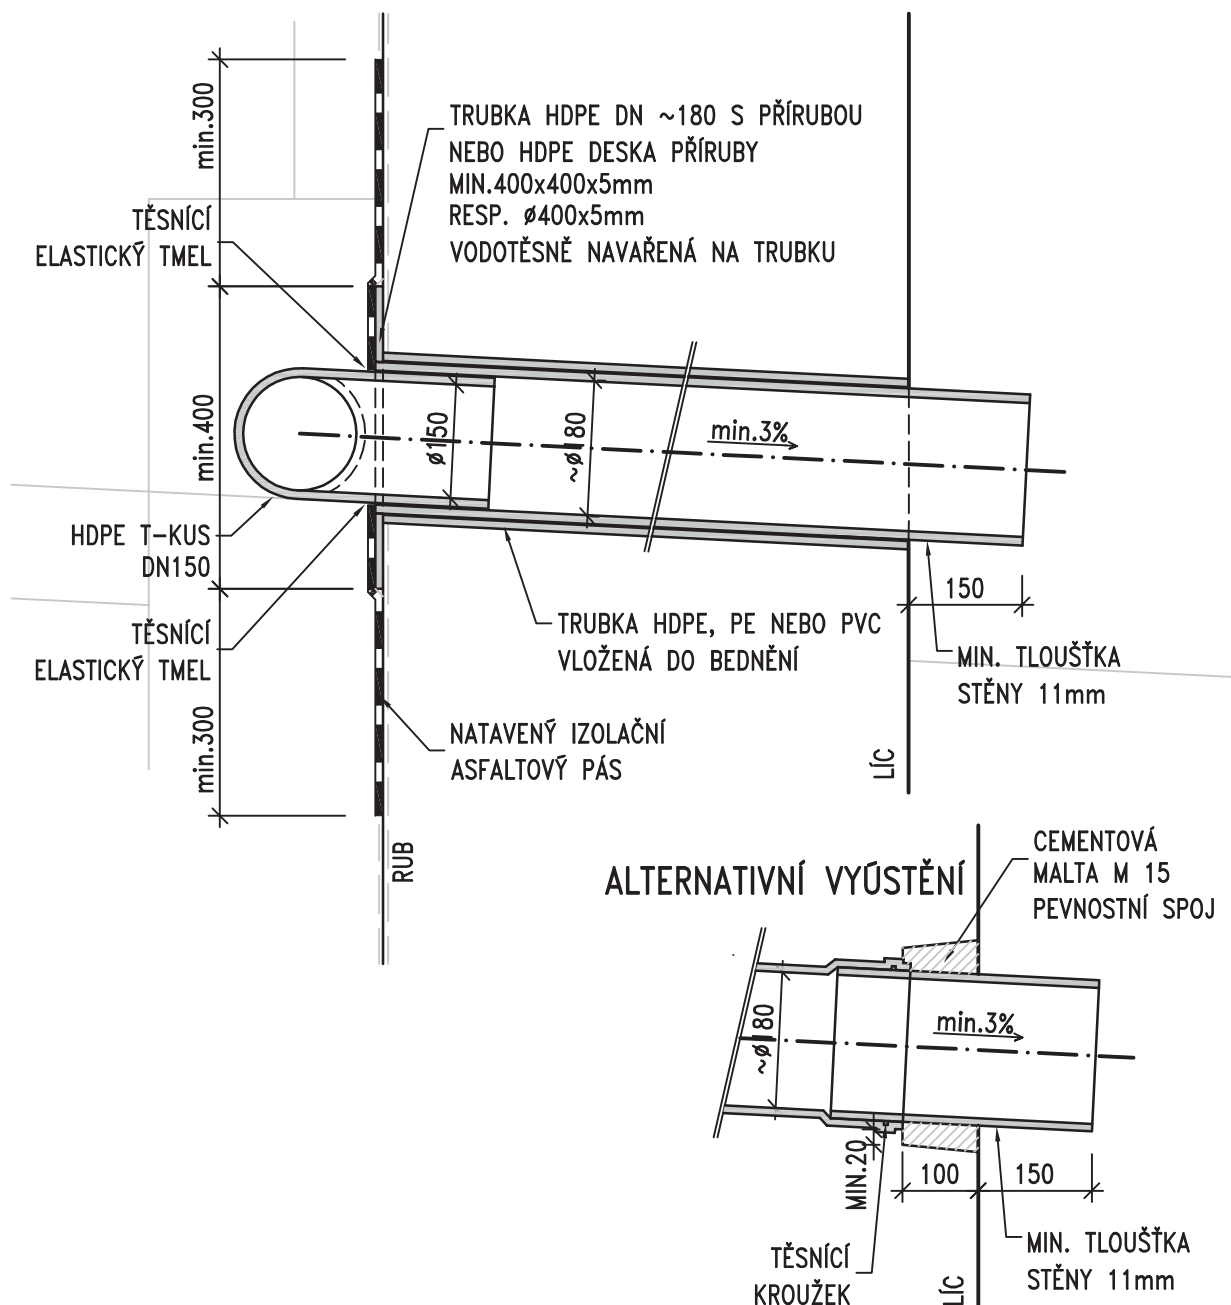 min.300
TRUBKA HDPE DN ~180 S PŘÍRUBOU
NEBO HDPE DESKA PŘÍRUBY
MIN.400x400x5mm
RESP. ø400x5mm
VODOTĚSNĚ NAVAŘENÁ NA TRUBKU
TĚSNÍCÍ
ELASTICKÝ TMEL
min.400
ø150
~ø180
min.3%
HDPE T-KUS
DN150
TĚSNÍCÍ
ELASTICKÝ TMEL
150
TRUBKA HDPE, PE NEBO PVC
VLOŽENÁ DO BEDNĚNÍ
MIN. TLOUŠŤKA
STĚNY 11mm
min.300
NATAVENÝ IZOLAČNÍ
ASFALTOVÝ PÁS
LÍC
RUB
ALTERNATIVNÍ VYÚSTĚNÍ
CEMENTOVÁ
MALTA M 15
PEVNOSTNÍ SPOJ
~ø180
min.3%
MIN.20
100
150
TĚSNÍCÍ
KROUŽEK
LÍC
MIN. TLOUŠŤKA
STĚNY 11mm